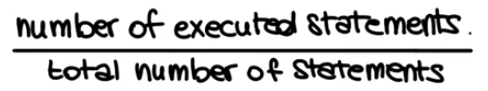 number of executed statements.
total number of statements